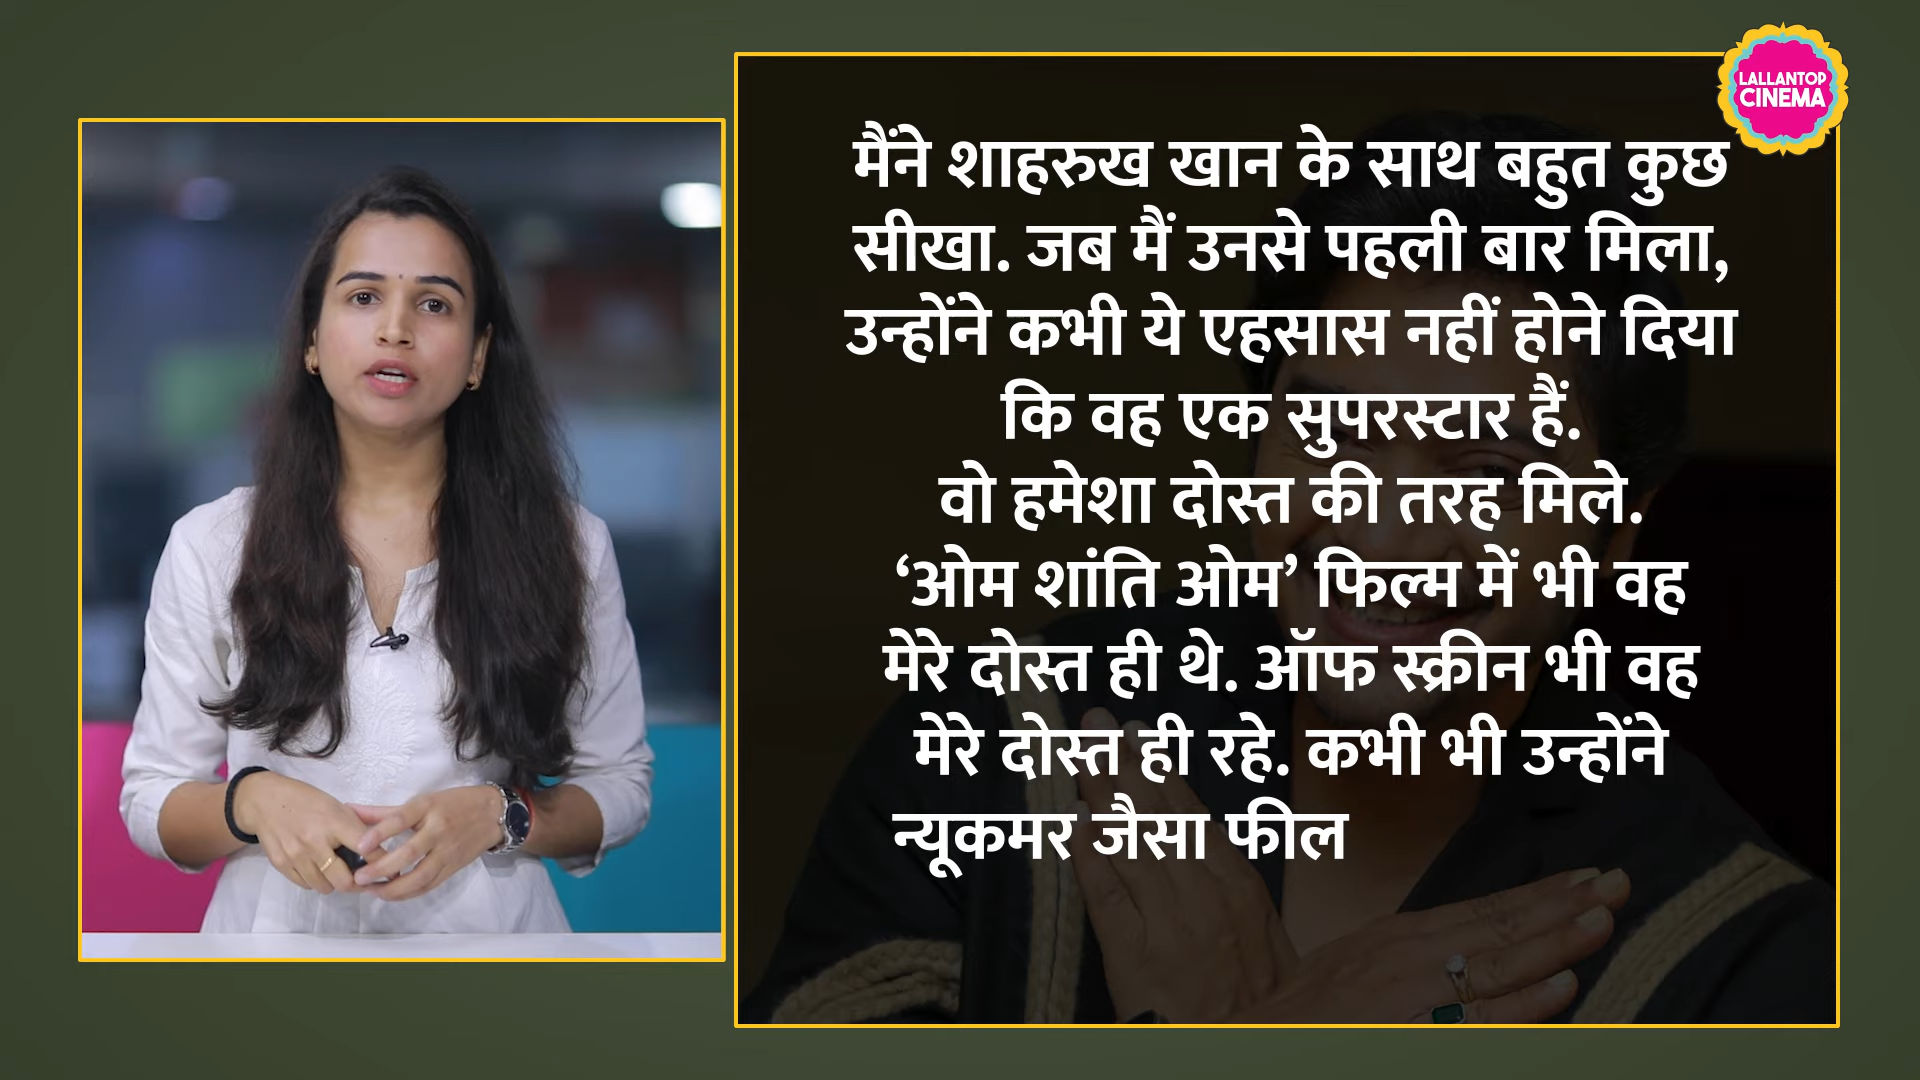 LALLANTOP
CINEMA
मैंने शाहरुख खान के साथ बहुत कुछ
सीखा. जब मैं उनसे पहली बार मिला,
उन्होंने कभी ये एहसास नहीं होने दिया
कि वह एक सुपरस्टार हैं.
वो हमेशा दोस्त की तरह मिले.
‘ओम शांति ओम’ फिल्म में भी वह
मेरे दोस्त ही थे. ऑफ स्क्रीन भी वह
मेरे दोस्त ही रहे. कभी भी उन्होंने
न्यूकमर जैसा फील